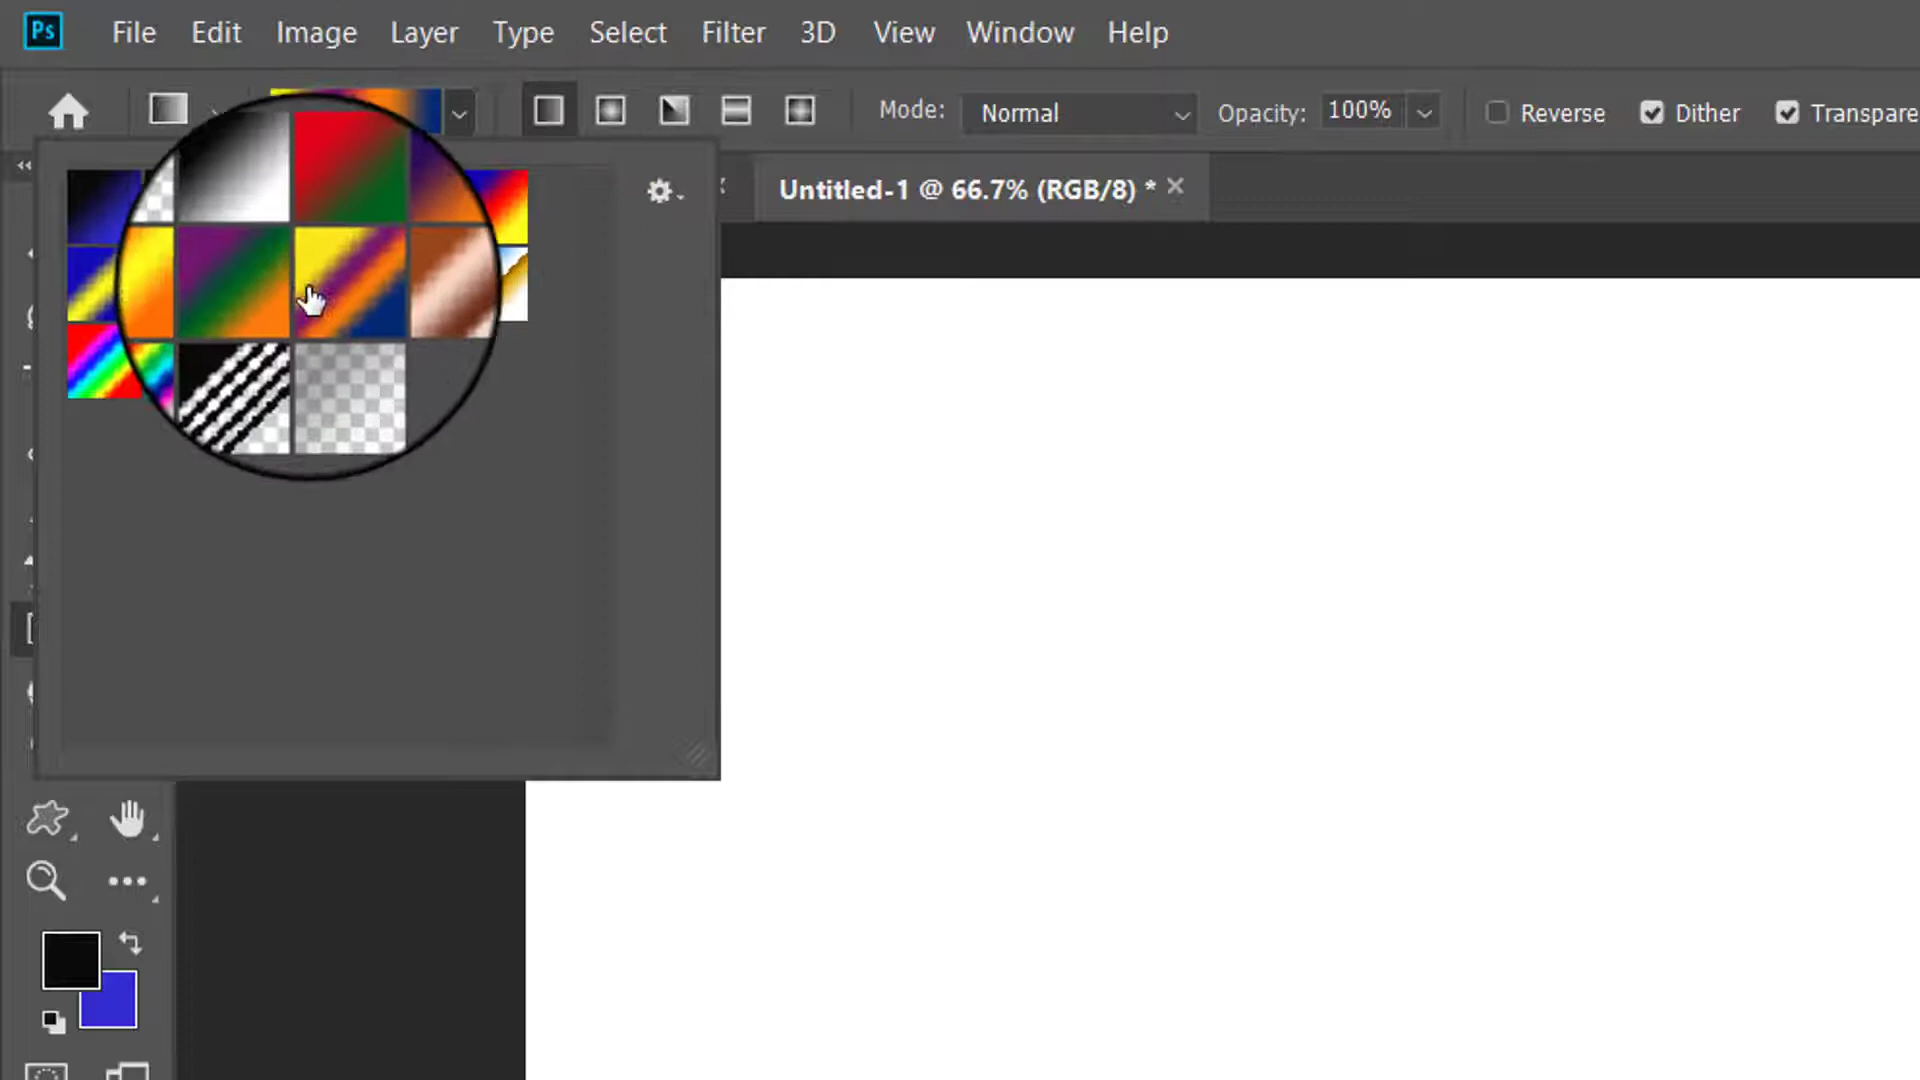 Ps File Edit Image Layer Type Select Filter 3D View Window Help
Mode: Normal Opacity: 100% Reverse Dither Transpare
Untitled-1 @ 66.7% (RGB/8) *